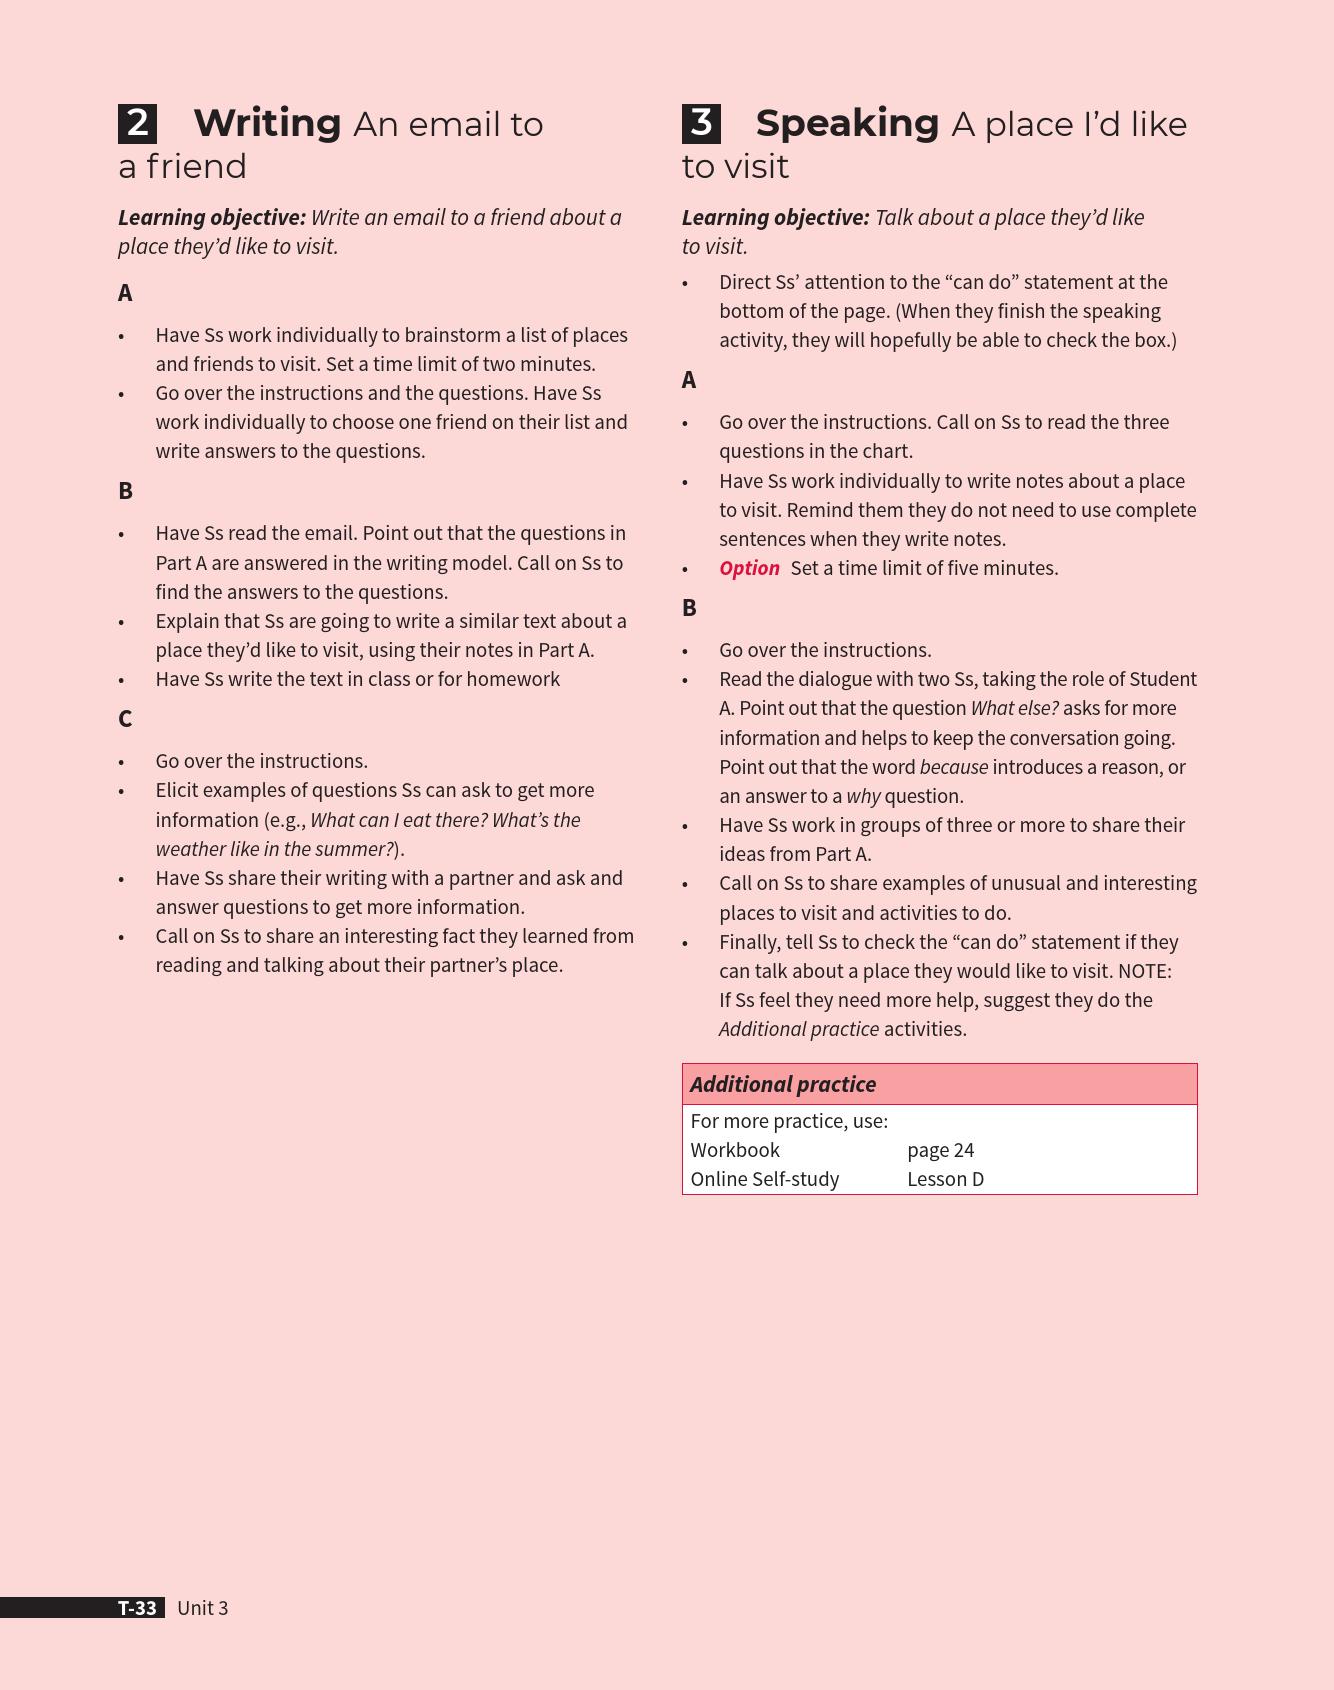 2 Writing An email to
a friend
Learning objective: Write an email to a friend about a
place they’d like to visit.
A
• Have Ss work individually to brainstorm a list of places
and friends to visit. Set a time limit of two minutes.
• Go over the instructions and the questions. Have Ss
work individually to choose one friend on their list and
write answers to the questions.
B
• Have Ss read the email. Point out that the questions in
Part A are answered in the writing model. Call on Ss to
find the answers to the questions.
• Explain that Ss are going to write a similar text about a
place they’d like to visit, using their notes in Part A.
• Have Ss write the text in class or for homework
C
• Go over the instructions.
• Elicit examples of questions Ss can ask to get more
information (e.g., What can I eat there? What’s the
weather like in the summer?).
• Have Ss share their writing with a partner and ask and
answer questions to get more information.
• Call on Ss to share an interesting fact they learned from
reading and talking about their partner’s place.
3 Speaking A place I’d like
to visit
Learning objective: Talk about a place they’d like
to visit.
• Direct Ss’ attention to the “can do” statement at the
bottom of the page. (When they finish the speaking
activity, they will hopefully be able to check the box.)
A
• Go over the instructions. Call on Ss to read the three
questions in the chart.
• Have Ss work individually to write notes about a place
to visit. Remind them they do not need to use complete
sentences when they write notes.
• Option Set a time limit of five minutes.
B
• Go over the instructions.
• Read the dialogue with two Ss, taking the role of Student
A. Point out that the question What else? asks for more
information and helps to keep the conversation going.
Point out that the word because introduces a reason, or
an answer to a why question.
• Have Ss work in groups of three or more to share their
ideas from Part A.
• Call on Ss to share examples of unusual and interesting
places to visit and activities to do.
• Finally, tell Ss to check the “can do” statement if they
can talk about a place they would like to visit. NOTE:
If Ss feel they need more help, suggest they do the
Additional practice activities.
Additional practice
For more practice, use:
Workbook page 24
Online Self-study Lesson D
T-33 Unit 3